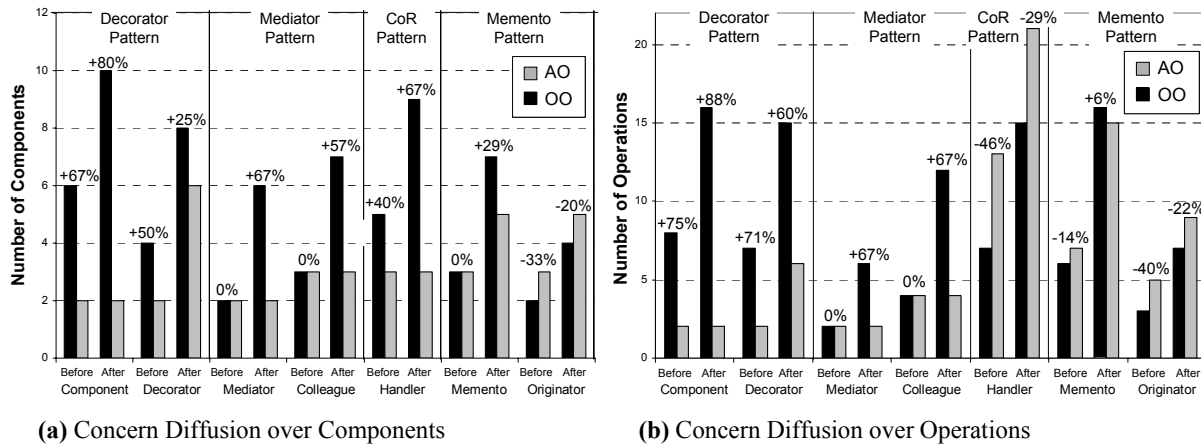 Decorator Pattern
Mediator Pattern
CoR Pattern
Memento Pattern
Number of Components
12
10
8
6
4
2
0
AO
OO
+67%
+80%
+50%
+25%
0%
+67%
0%
+57%
+40%
+67%
0%
+29%
-33%
-20%
Before After Before After Before After Before After Before After Before After Before After
Component Decorator Mediator Colleague Handler Memento Originator
(a) Concern Diffusion over Components
Decorator Pattern
Mediator Pattern
CoR Pattern
Memento Pattern
Number of Operations
20
15
10
5
0
AO
OO
+75%
+88%
+71%
+60%
0%
+67%
0%
+67%
-46%
-29%
-14%
+6%
-40%
-22%
Before After Before After Before After Before After Before After Before After Before After
Component Decorator Mediator Colleague Handler Memento Originator
(b) Concern Diffusion over Operations